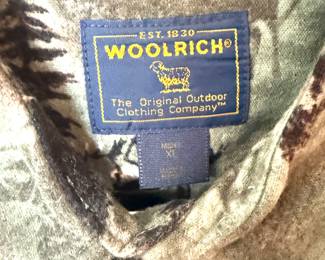 EST. 1830
WOOLRICH®
The Original Outdoor
Clothing Company™
XL